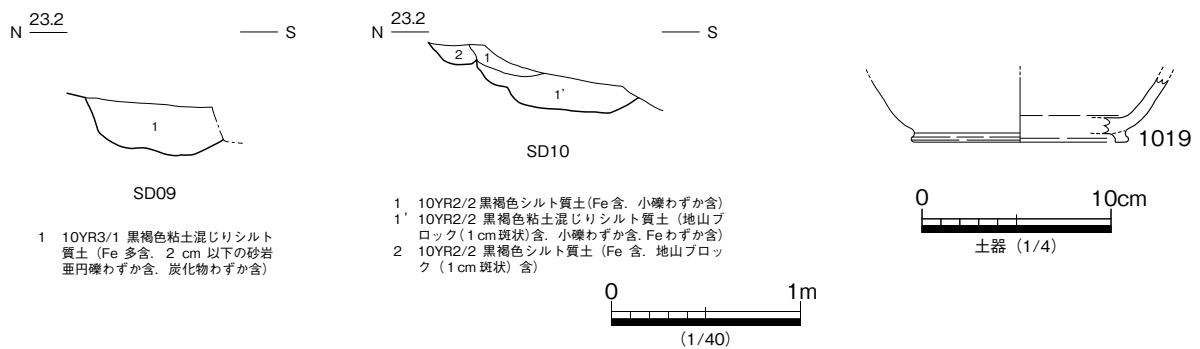 N 23.2 S
1
SD09
1 10YR3/1 黒褐色粘土混じりシルト
質土（Fe 多含．２ cm 以下の砂岩
亜円礫わずか含．炭化物わずか含）
N 23.2 S
2 1
1’
SD10
1 10YR2/2 黒褐色シルト質土（Fe 含．小礫わずか含）
1’ 10YR2/2 黒褐色粘土混じりシルト質土（地山ブ
ロック（１cm 斑状）含．小礫わずか含．Fe わずか含）
2 10YR2/2 黒褐色シルト質土（Fe 含．地山ブロッ
ク（１cm 斑状）含）
0 1m
(1/40)
1019
0 10cm
土器（1/4）